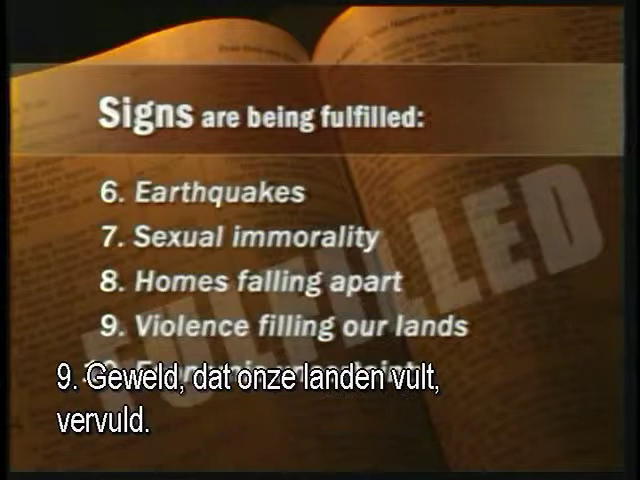 Signs are being fulfilled:
6. Earthquakes
7. Sexual immorality
8. Homes falling apart
9. Violence filling our lands
10.
FULFILLED
9. Geweld, dat onze landen vult,
vervuld.